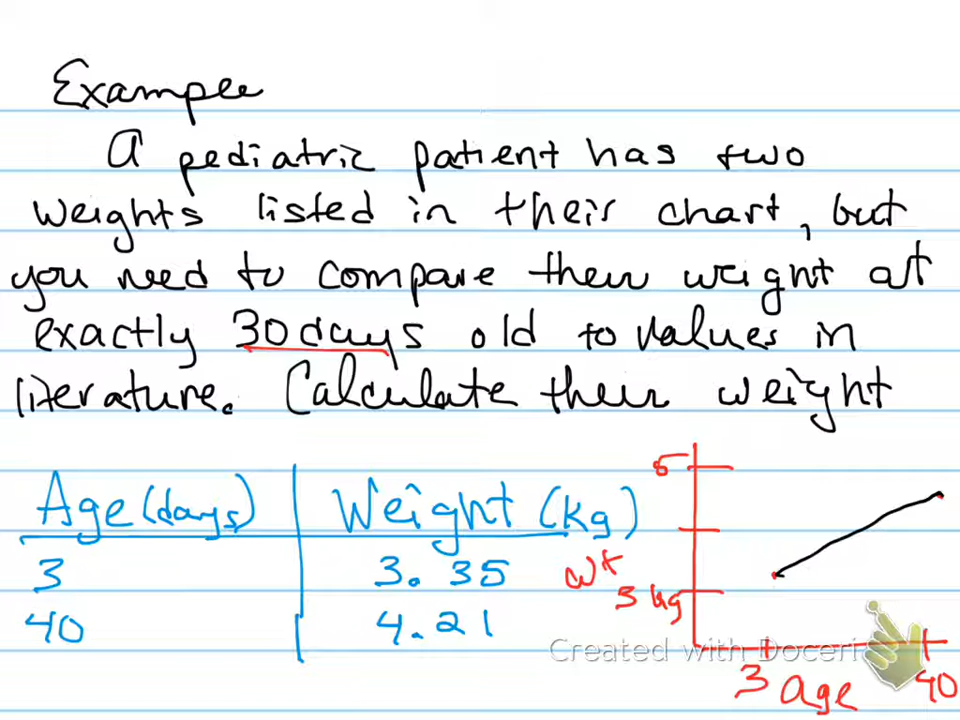 Example
A pediatric patient has two
weights listed in their chart, but
you need to compare their weight at
exactly 30 days old to values in
literature. Calculate their weight
Age (days) Weight (kg)
3 3.35
40 4.21
5
wt
3 kg
3 Age 40
Created with Doceri